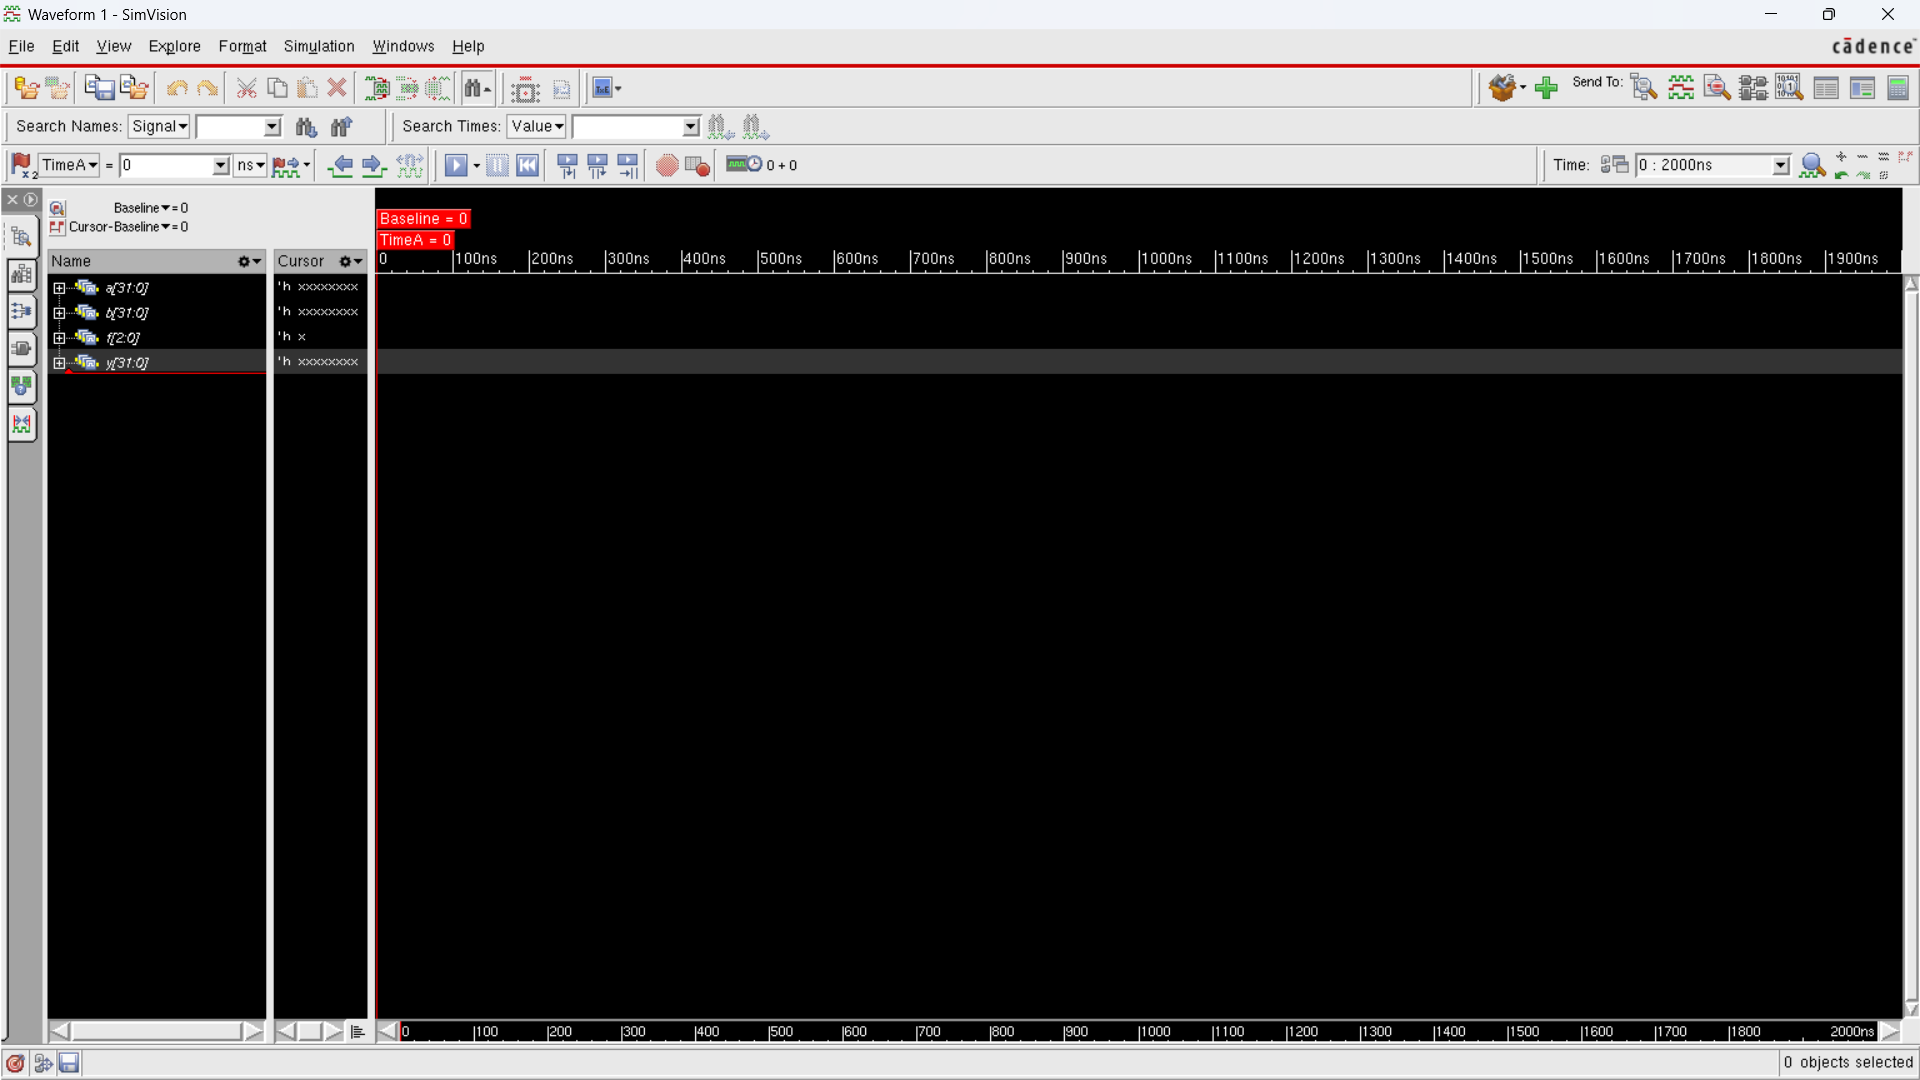 Waveform 1 - SimVision
File Edit View Explore Format Simulation Windows Help
cādence
Send To:
Search Names: Signal Search Times: Value
x2 TimeA = 0 ns 0 + 0 Time: 0 : 2000ns
Baseline = 0
Cursor-Baseline = 0
Baseline = 0
TimeA = 0
Name Cursor 0 100ns 200ns 300ns 400ns 500ns 600ns 700ns 800ns 900ns 1000ns 1100ns 1200ns 1300ns 1400ns 1500ns 1600ns 1700ns 1800ns 1900ns
a[31:0] 'h xxxxxxxx
b[31:0] 'h xxxxxxxx
f[2:0] 'h x
y[31:0] 'h xxxxxxxx
0 100 200 300 400 500 600 700 800 900 1000 1100 1200 1300 1400 1500 1600 1700 1800 2000ns
0 objects selected